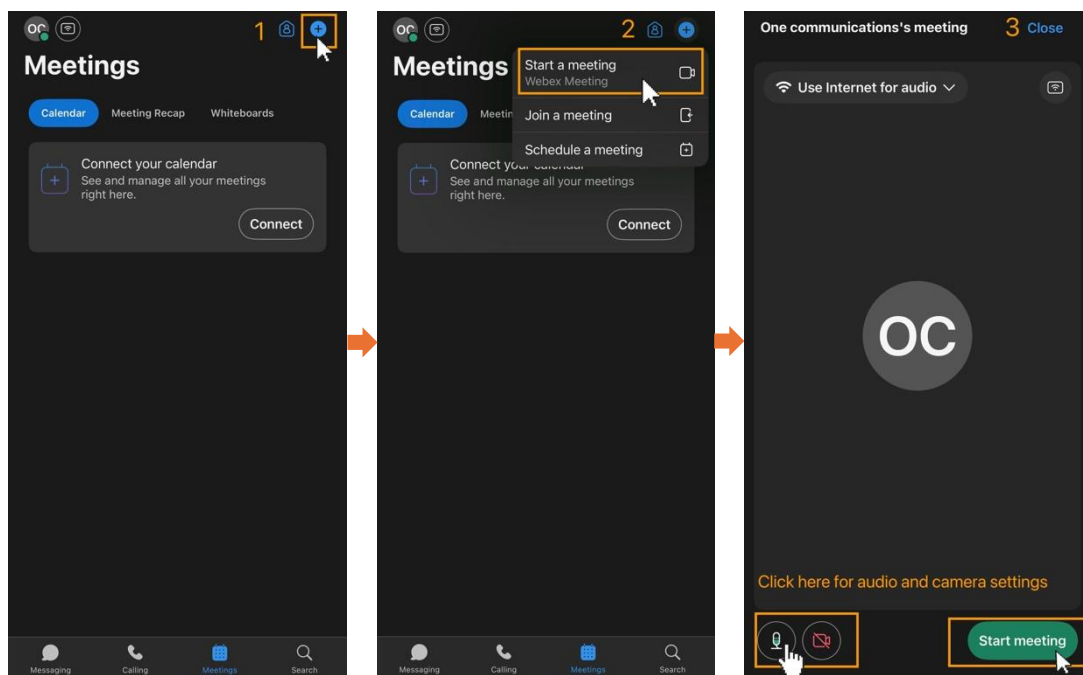 OC
1
Meetings
Calendar Meeting Recap Whiteboards
Connect your calendar
See and manage all your meetings
right here.
Connect
Messaging Calling Meetings Search
OC
2
Meetings
Start a meeting
Webex Meeting
Join a meeting
Schedule a meeting
Calendar
Connect
See and manage all your meetings
right here.
Connect
Messaging Calling Meetings Search
One communications's meeting 3 Close
Use Internet for audio
OC
Click here for audio and camera settings
Start meeting